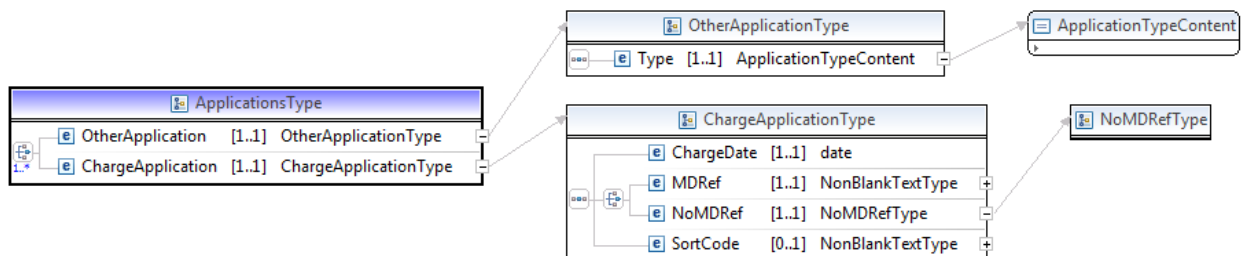 OtherApplicationType
Type [1..1] ApplicationTypeContent
ApplicationTypeContent
ApplicationsType
OtherApplication [1..1] OtherApplicationType
ChargeApplication [1..1] ChargeApplicationType
1..*
ChargeApplicationType
ChargeDate [1..1] date
MDRef [1..1] NonBlankTextType
NoMDRef [1..1] NoMDRefType
SortCode [0..1] NonBlankTextType
NoMDRefType